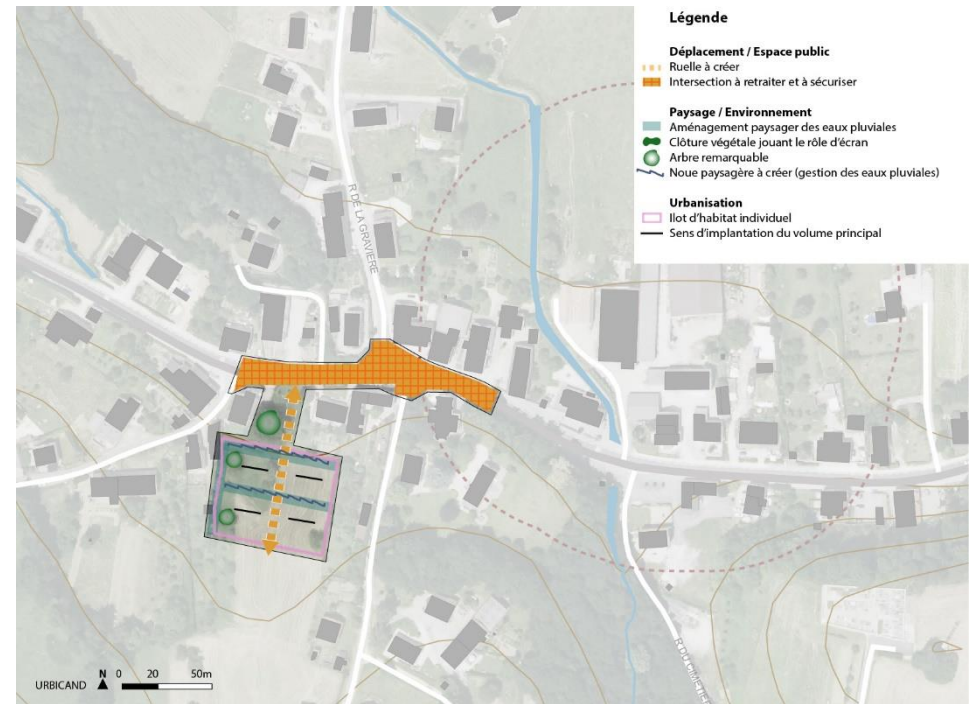 Légende
Déplacement / Espace public
Ruelle à créer
Intersection à retraiter et à sécuriser
Paysage / Environnement
Aménagement paysager des eaux pluviales
Clôture végétale jouant le rôle d'écran
Arbre remarquable
Noue paysagère à créer (gestion des eaux pluviales)
Urbanisation
Ilot d'habitat individuel
Sens d'implantation du volume principal
R DE LA GRAVIERE
R DU CIMETIE
URBICAND N 0 20 50m